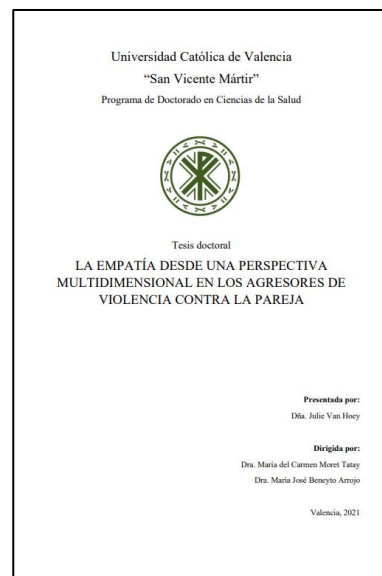 Universidad Católica de Valencia
“San Vicente Mártir”
Programa de Doctorado en Ciencias de la Salud
Tesis doctoral
LA EMPATÍA DESDE UNA PERSPECTIVA
MULTIDIMENSIONAL EN LOS AGRESORES DE
VIOLENCIA CONTRA LA PAREJA
Presentada por:
Dña. Julie Van Hoey
Dirigida por:
Dra. María del Carmen Moret Tatay
Dra. María José Beneyto Arrojo
Valencia, 2021